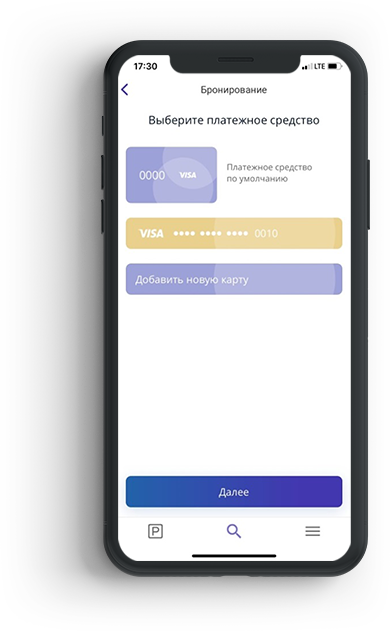 17:30 LTE
Бронирование
Выберите платежное средство
0000 VISA
Платежное средство
по умолчанию
VISA •••• •••• •••• 0010
Добавить новую карту
Далее
P